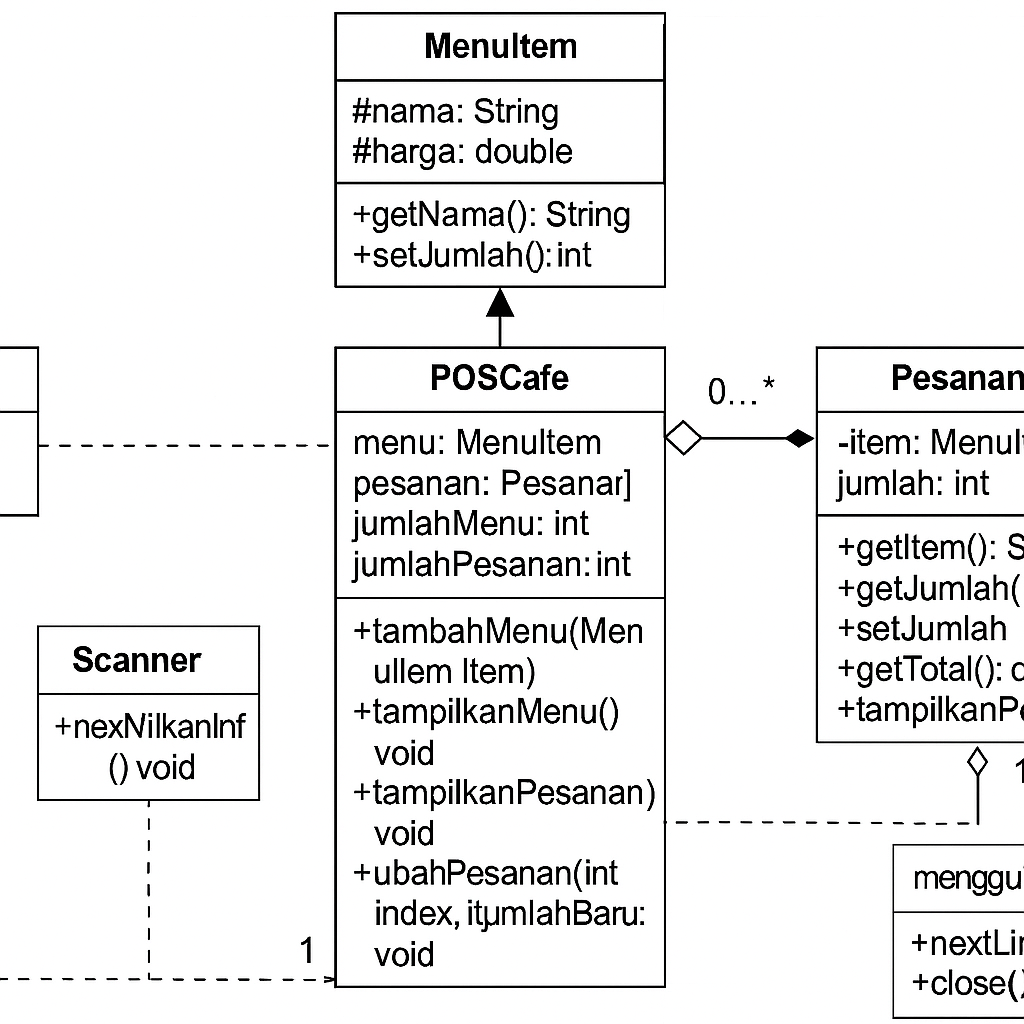 MenuItem
#nama: String
#harga: double
+getNama(): String
+setJumlah(): int
POSCafe
menu: MenuItem
pesanan: Pesanar]
jumlahMenu: int
jumlahPesanan: int
+tambahMenu(Men
ullem Item)
+tampilkanMenu()
void
+tampilkanPesanan)
void
+ubahPesanan(int
index, itμmlahBaru:
void
0...*
Pesanan
-item: MenuI
jumlah: int
+getItem(): S
+getJumlah(
+setJumlah
+getTotal(): d
+tampilkanPe
1
Scanner
+nexNilkanInf
() void
1
menggu
+nextLin
+close()